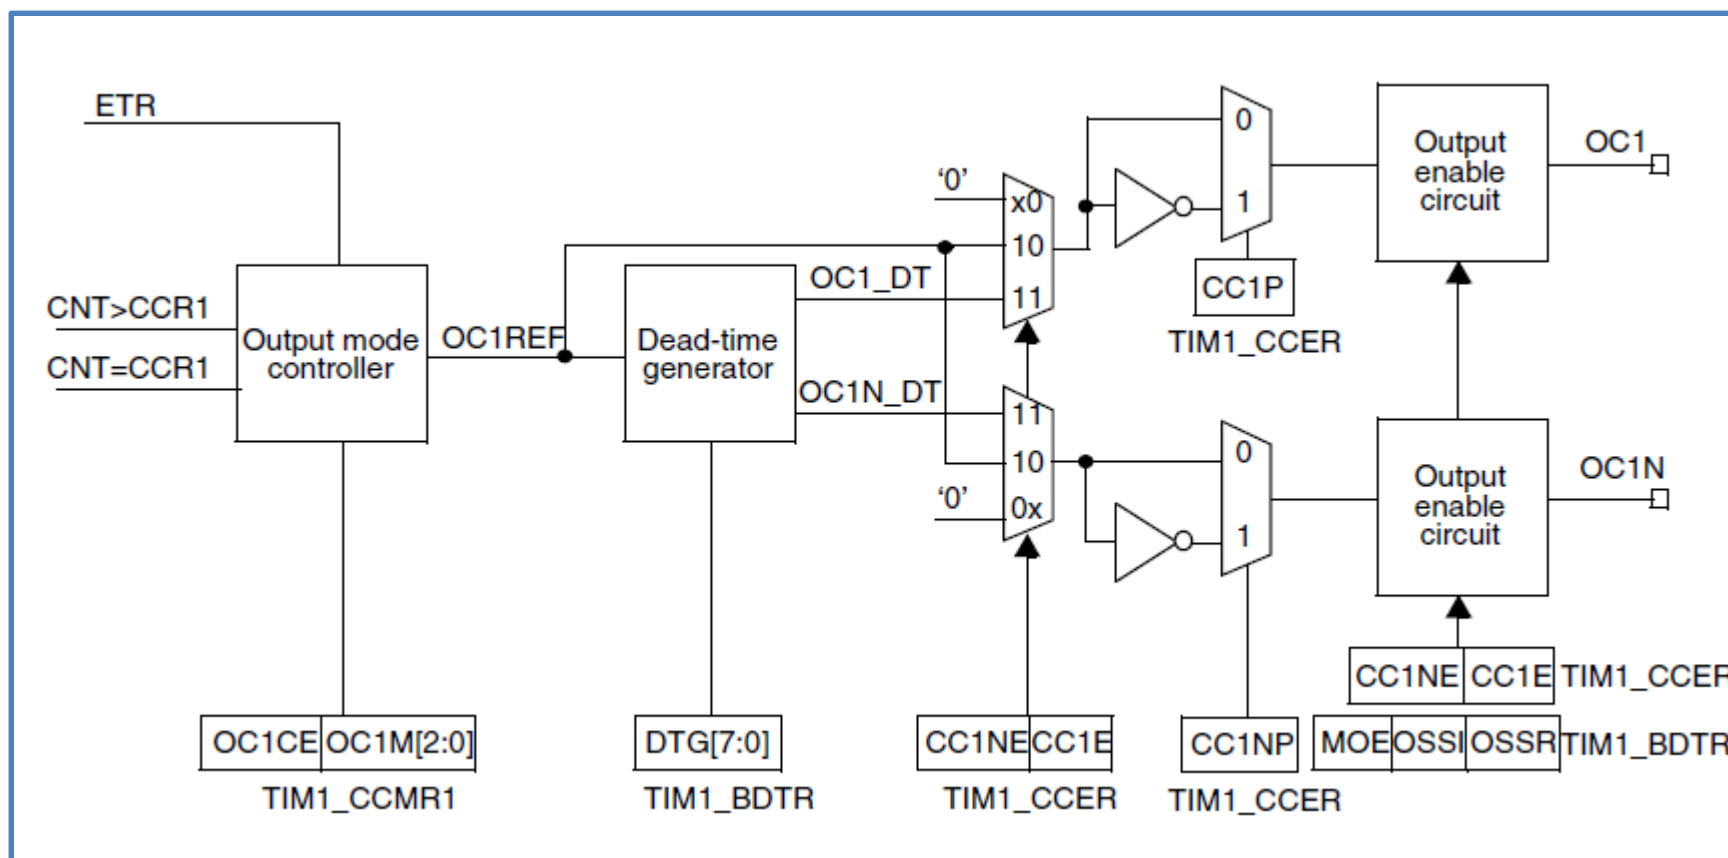 ETR
CNT>CCR1
CNT=CCR1
Output mode
controller
OC1REF
Dead-time
generator
OC1_DT
OC1N_DT
‘0’
x0
10
11
11
10
‘0’
0x
0
1
CC1P
TIM1_CCER
0
1
Output
enable
circuit
OC1
Output
enable
circuit
OC1N
CC1NE CC1E TIM1_CCER
OC1CE OC1M[2:0]
TIM1_CCMR1
DTG[7:0]
TIM1_BDTR
CC1NE CC1E
TIM1_CCER
CC1NP
TIM1_CCER
MOE OSSI OSSR TIM1_BDTR